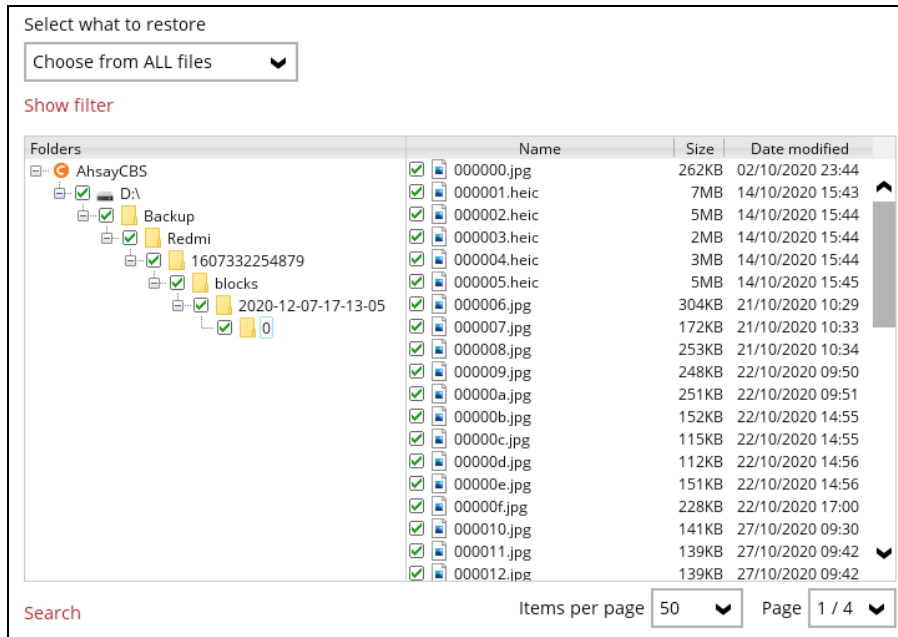 Select what to restore
Choose from ALL files
Show filter
Folders
AhsayCBS
D:\
Backup
Redmi
1607332254879
blocks
2020-12-07-17-13-05
0
Name Size Date modified
000000.jpg 262KB 02/10/2020 23:44
000001.heic 7MB 14/10/2020 15:43
000002.heic 5MB 14/10/2020 15:44
000003.heic 2MB 14/10/2020 15:44
000004.heic 3MB 14/10/2020 15:44
000005.heic 5MB 14/10/2020 15:45
000006.jpg 304KB 21/10/2020 10:29
000007.jpg 172KB 21/10/2020 10:33
000008.jpg 253KB 21/10/2020 10:34
000009.jpg 248KB 22/10/2020 09:50
00000a.jpg 251KB 22/10/2020 09:51
00000b.jpg 152KB 22/10/2020 14:55
00000c.jpg 115KB 22/10/2020 14:55
00000d.jpg 112KB 22/10/2020 14:56
00000e.jpg 151KB 22/10/2020 14:56
00000f.jpg 228KB 22/10/2020 17:00
000010.jpg 141KB 27/10/2020 09:30
000011.jpg 139KB 27/10/2020 09:42
000012.jpg 139KB 27/10/2020 09:42
Search
Items per page 50 Page 1 / 4